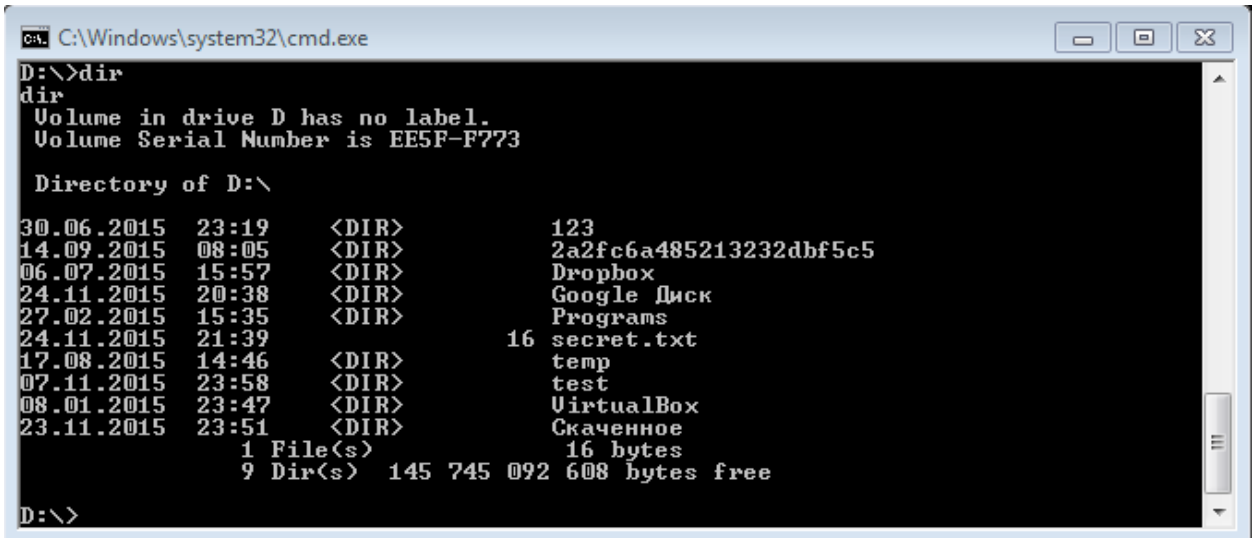 C:\Windows\system32\cmd.exe
D:\>dir
dir
 Volume in drive D has no label.
 Volume Serial Number is EE5F-F773
 Directory of D:\
30.06.2015  23:19    <DIR>          123
14.09.2015  08:05    <DIR>          2a2fc6a485213232dbf5c5
06.07.2015  15:57    <DIR>          Dropbox
24.11.2015  20:38    <DIR>          Google Диск
27.02.2015  15:35    <DIR>          Programs
24.11.2015  21:39                16 secret.txt
17.08.2015  14:46    <DIR>          temp
07.11.2015  23:58    <DIR>          test
08.01.2015  23:47    <DIR>          VirtualBox
23.11.2015  23:51    <DIR>          Скаченное
               1 File(s)             16 bytes
               9 Dir(s)  145 745 092 608 bytes free
D:\>